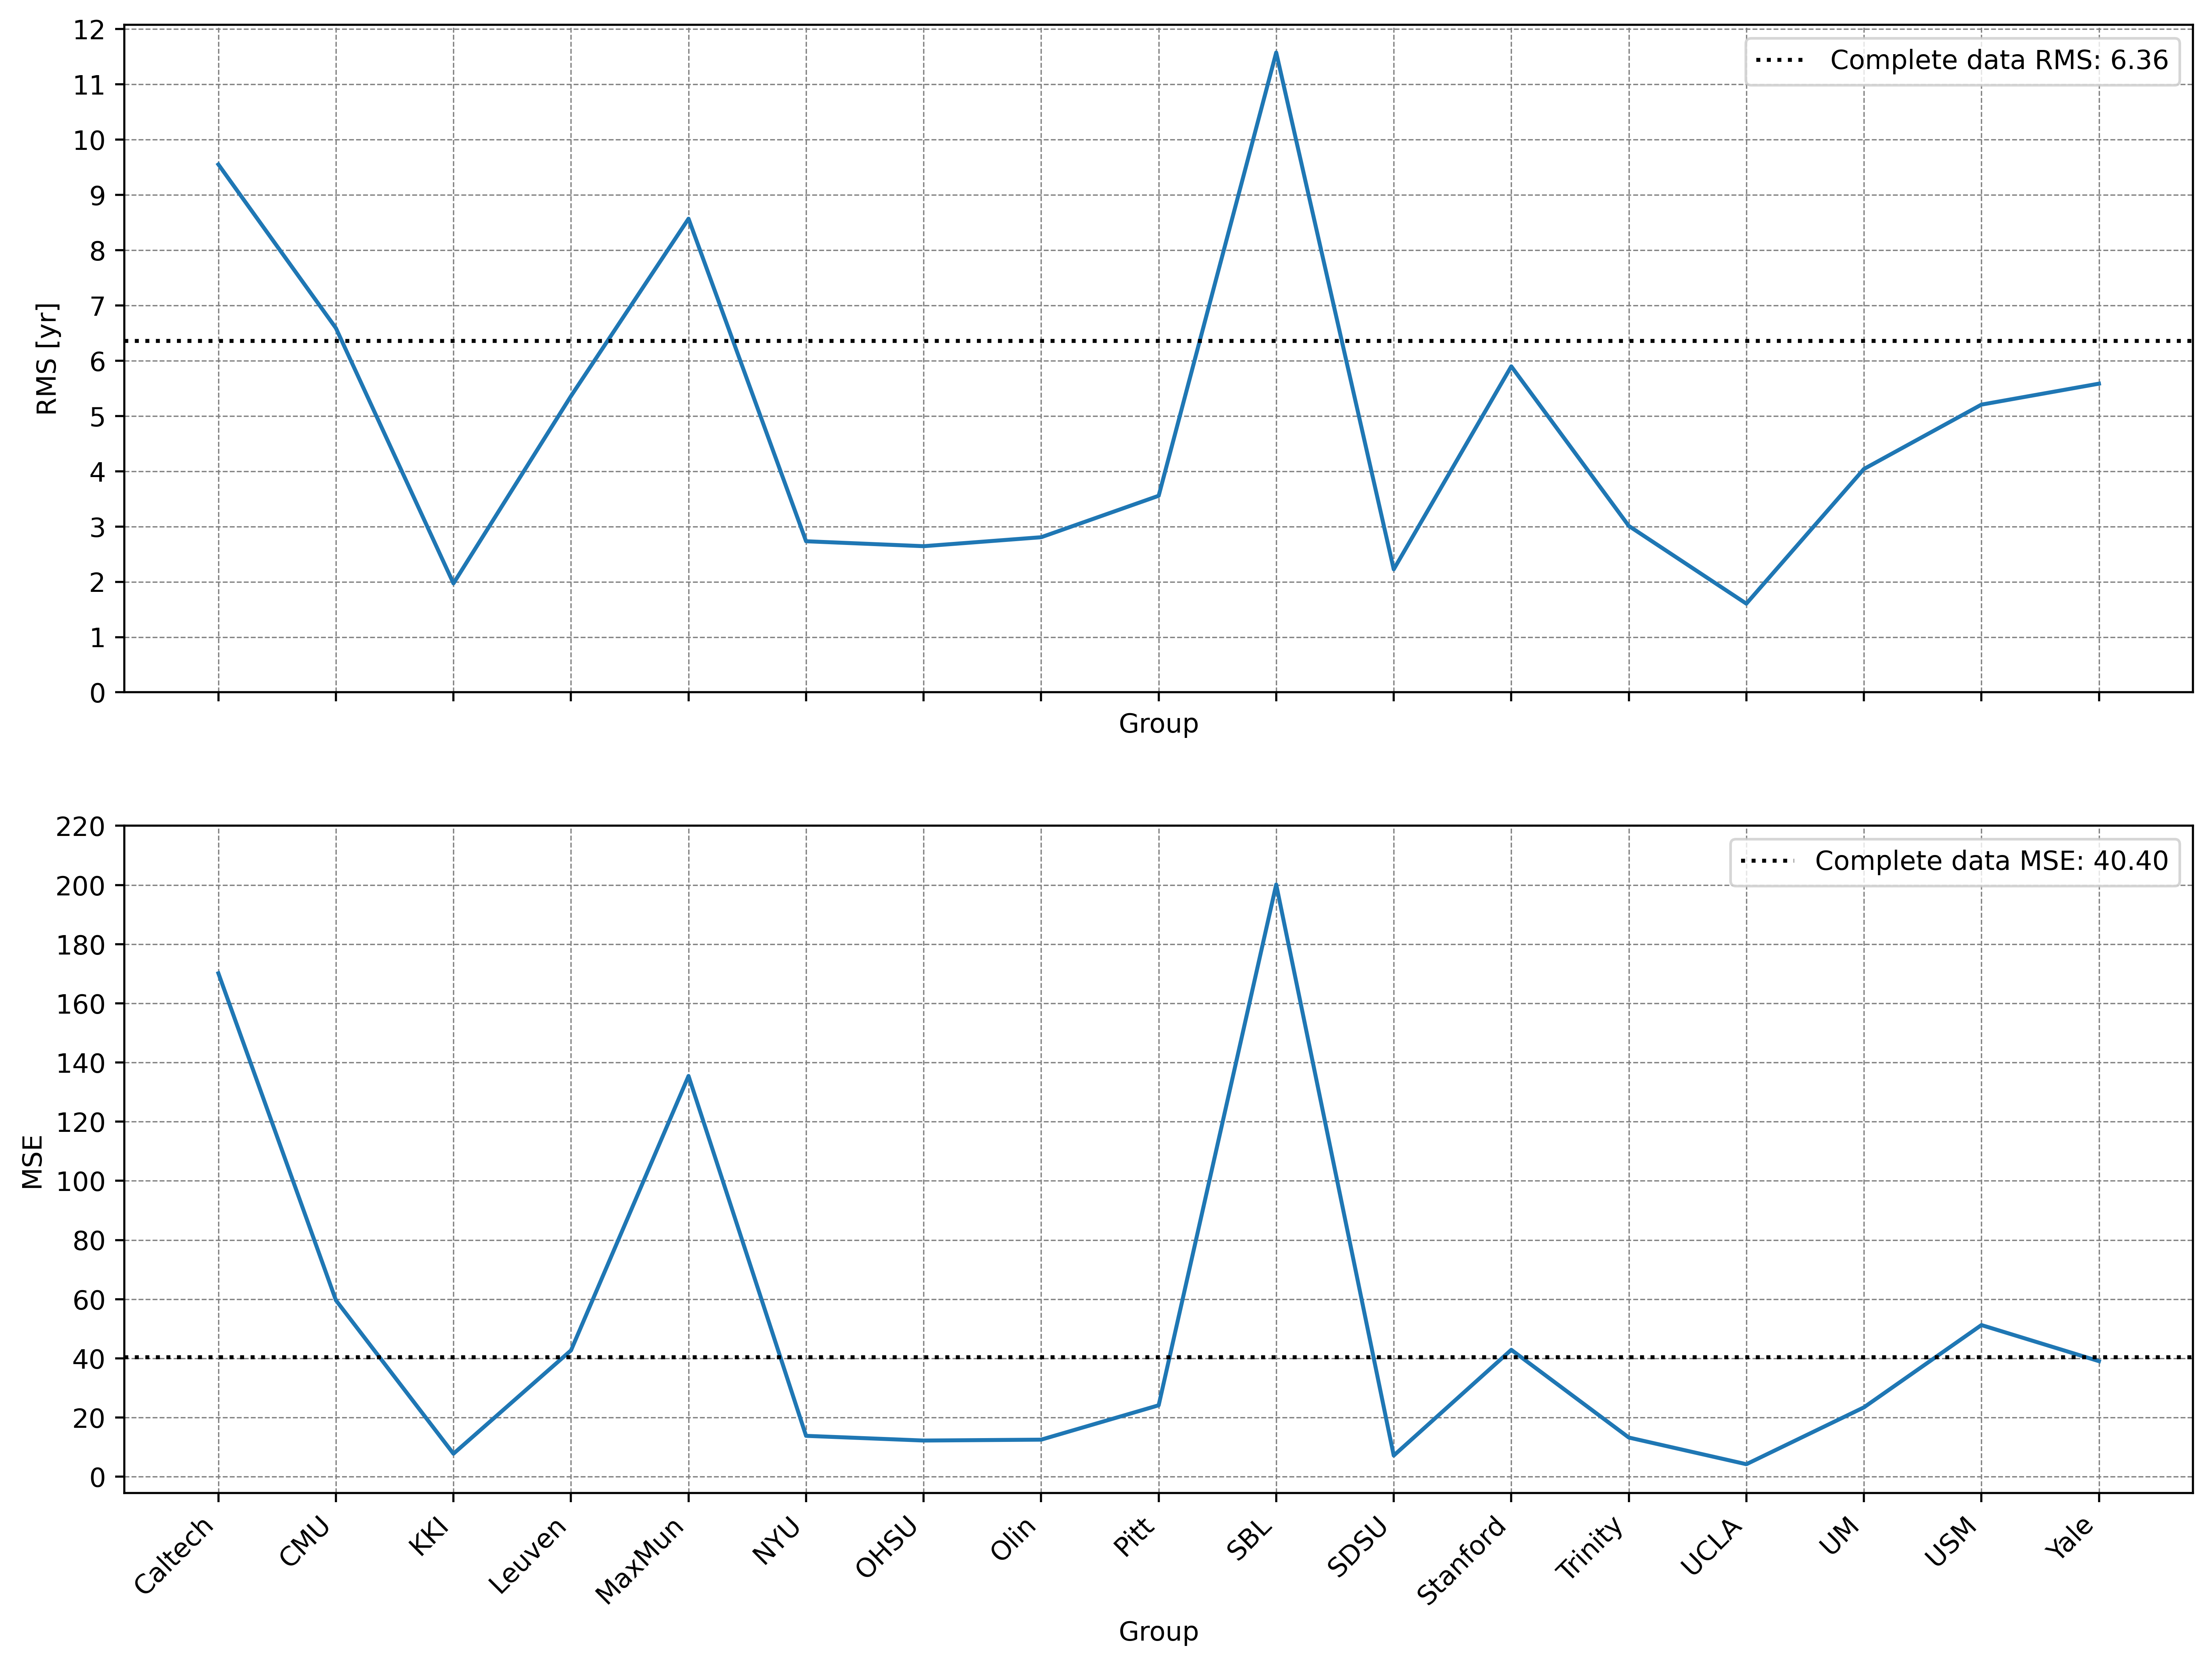 12
11
10
9
8
7
6
5
4
3
2
1
0
RMS [yr]
Complete data RMS: 6.36
Group
220
200
180
160
140
120
100
80
60
40
20
0
MSE
Complete data MSE: 40.40
Caltech
CMU
KKI
Leuven
MaxMun
NYU
OHSU
Olin
Pitt
SBL
SDSU
Stanford
Trinity
UCLA
UM
USM
Yale
Group